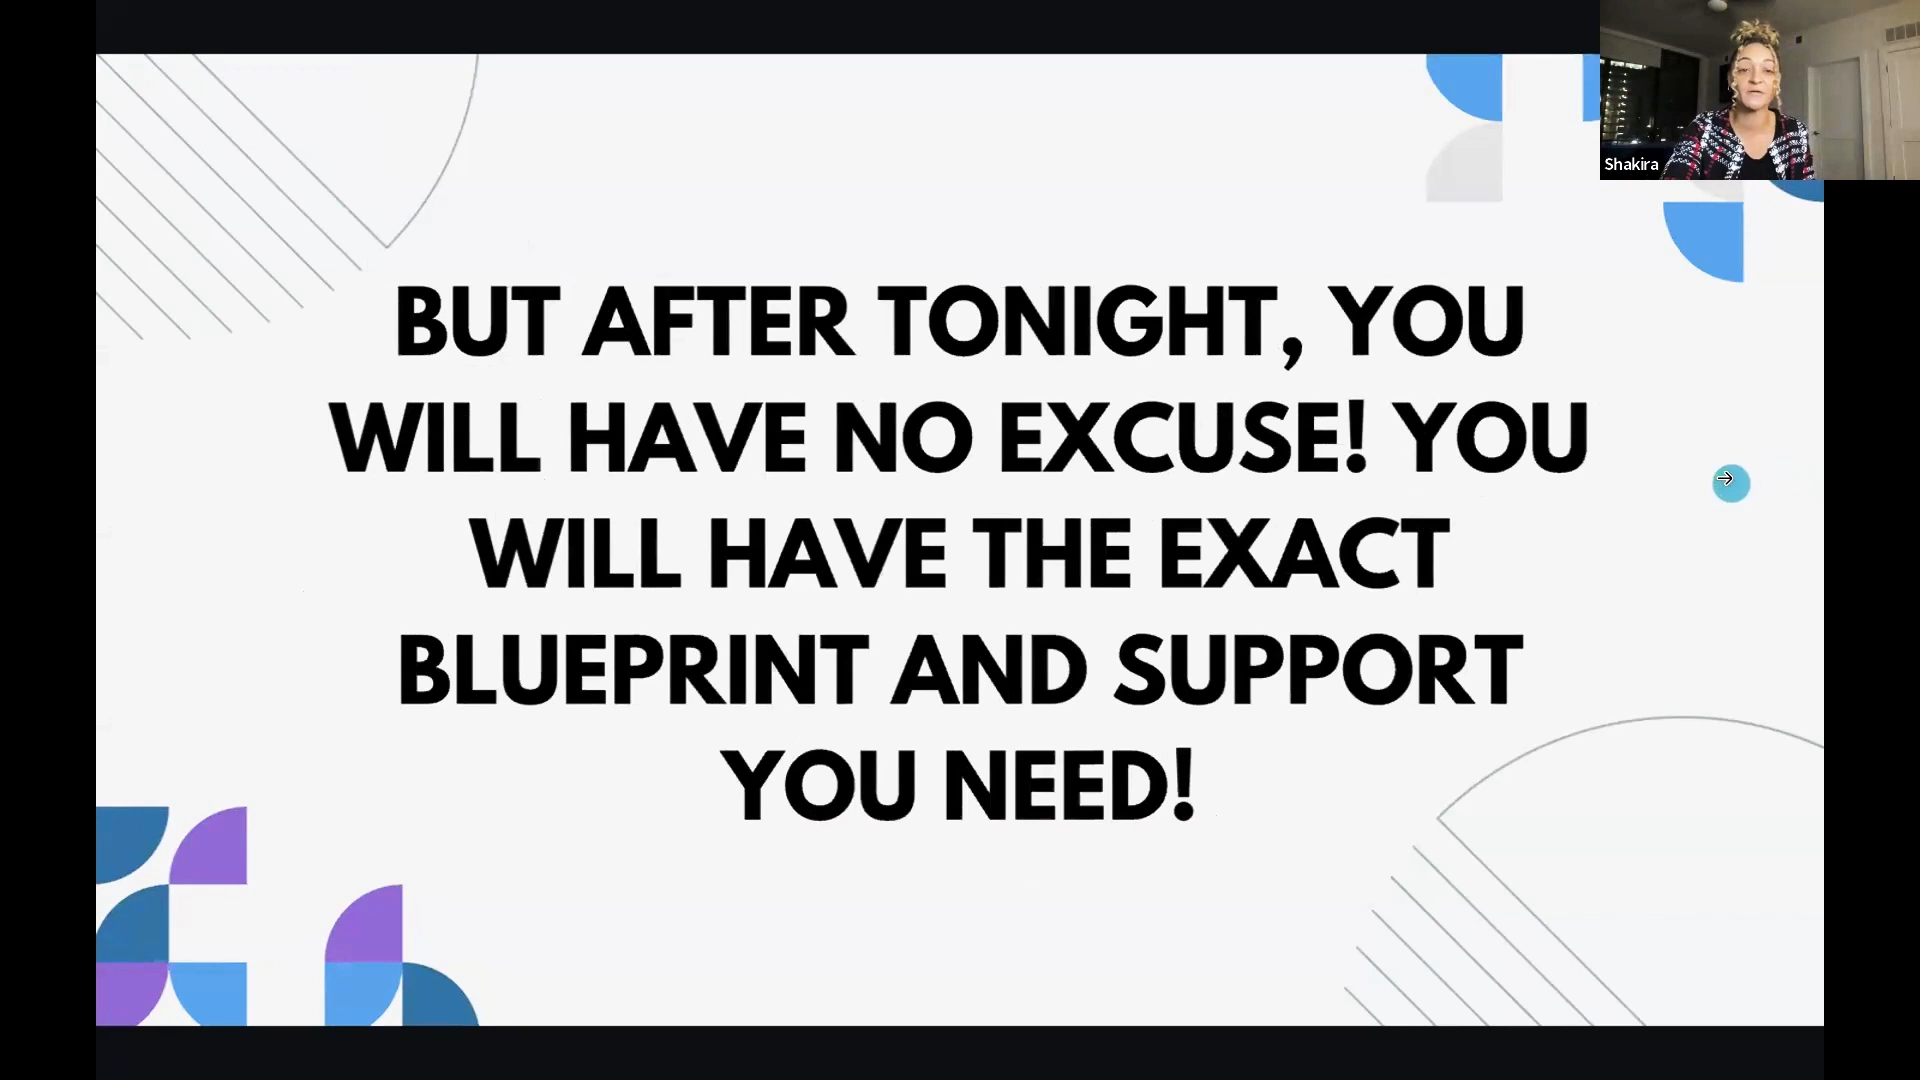 Shakira
BUT AFTER TONIGHT, YOU
WILL HAVE NO EXCUSE! YOU
WILL HAVE THE EXACT
BLUEPRINT AND SUPPORT
YOU NEED!